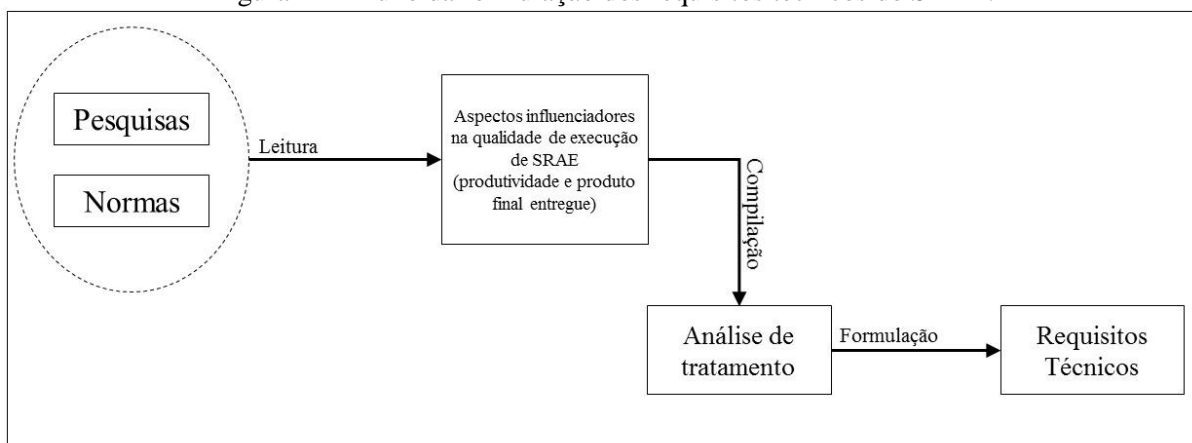 Pesquisas
Normas
Leitura
Aspectos influenciadores
na qualidade de execução
de SRAE
(produtividade e produto
final entregue)
Compilação
Análise de
tratamento
Formulação
Requisitos
Técnicos